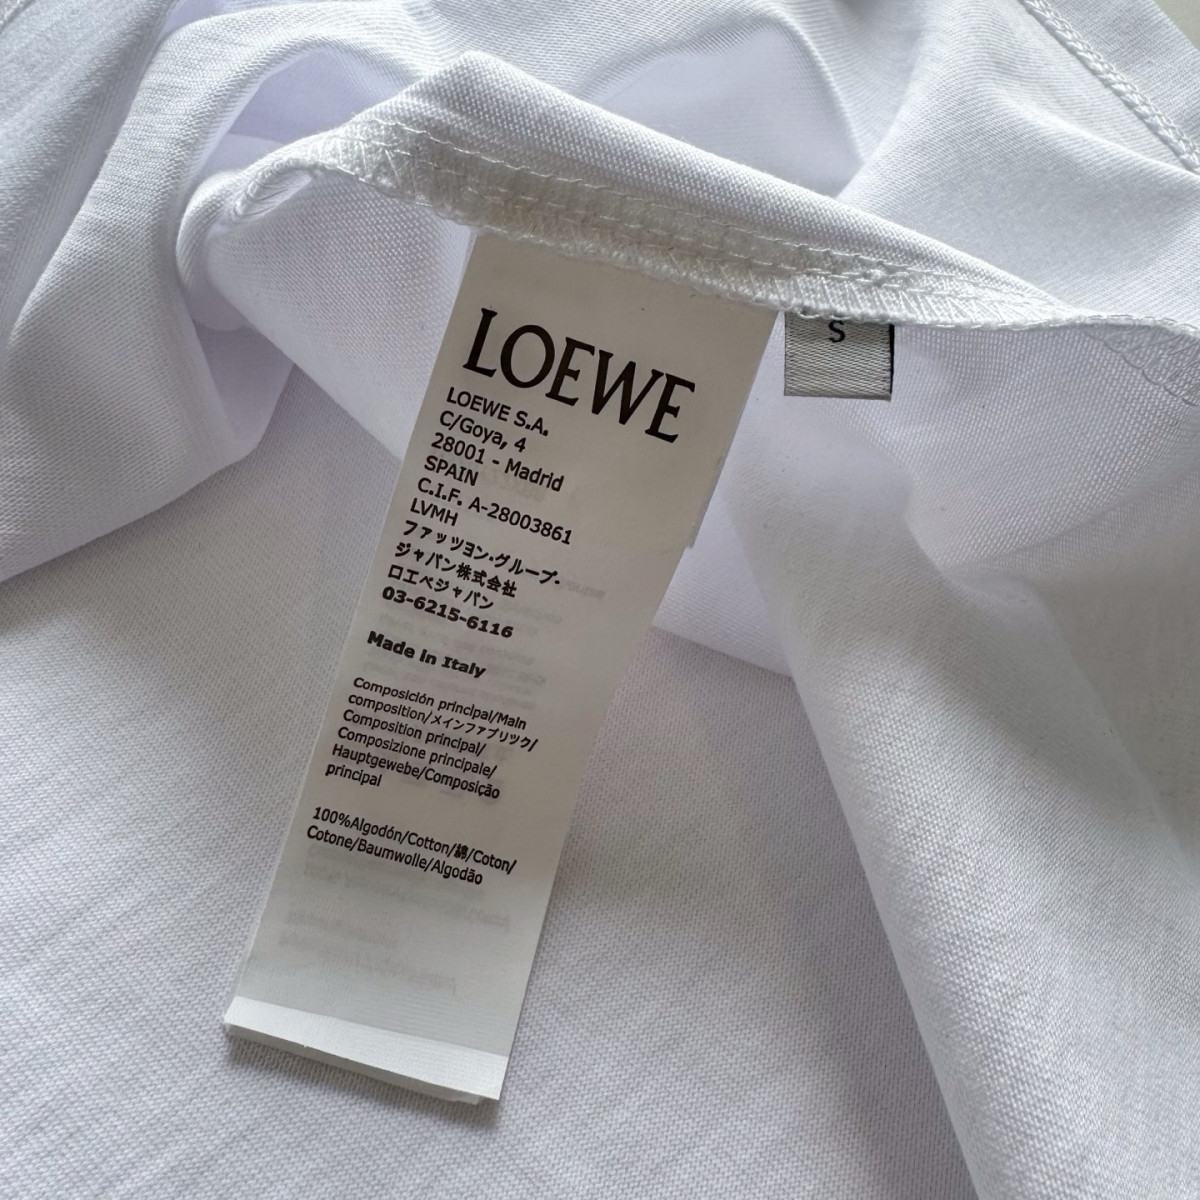 LOEWE
LOEWE S.A.
C/Goya, 4
28001 - Madrid
SPAIN
C.I.F. A-28003861
LVMH
ファッツヨン・グループ・
ジャパン株式会社
ロエベジャパン
03-6215-6116
Made in Italy
Composición principal/Main
composition/メインファブリツク/
Composition principal/
Composizione principale/
Hauptgewebe/Composição
principal
100%Algodón/Cotton/綿/Coton/
Cotone/Baumwolle/Algodão
S